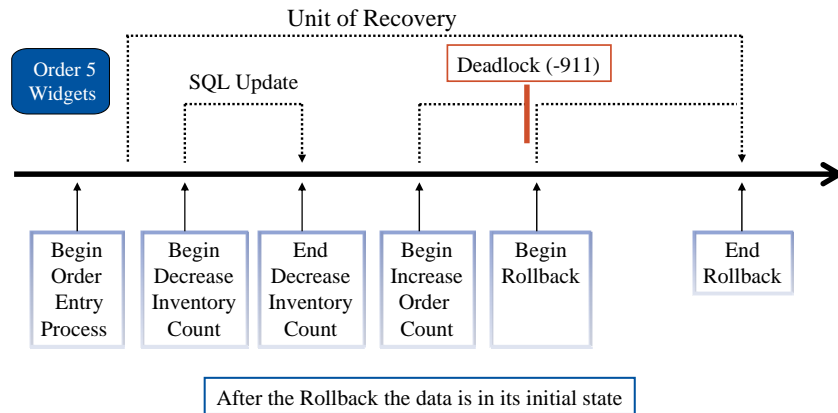 Unit of Recovery
Order 5
Widgets
SQL Update
Deadlock (-911)
Begin
Order
Entry
Process
Begin
Decrease
Inventory
Count
End
Decrease
Inventory
Count
Begin
Increase
Order
Count
Begin
Rollback
End
Rollback
After the Rollback the data is in its initial state